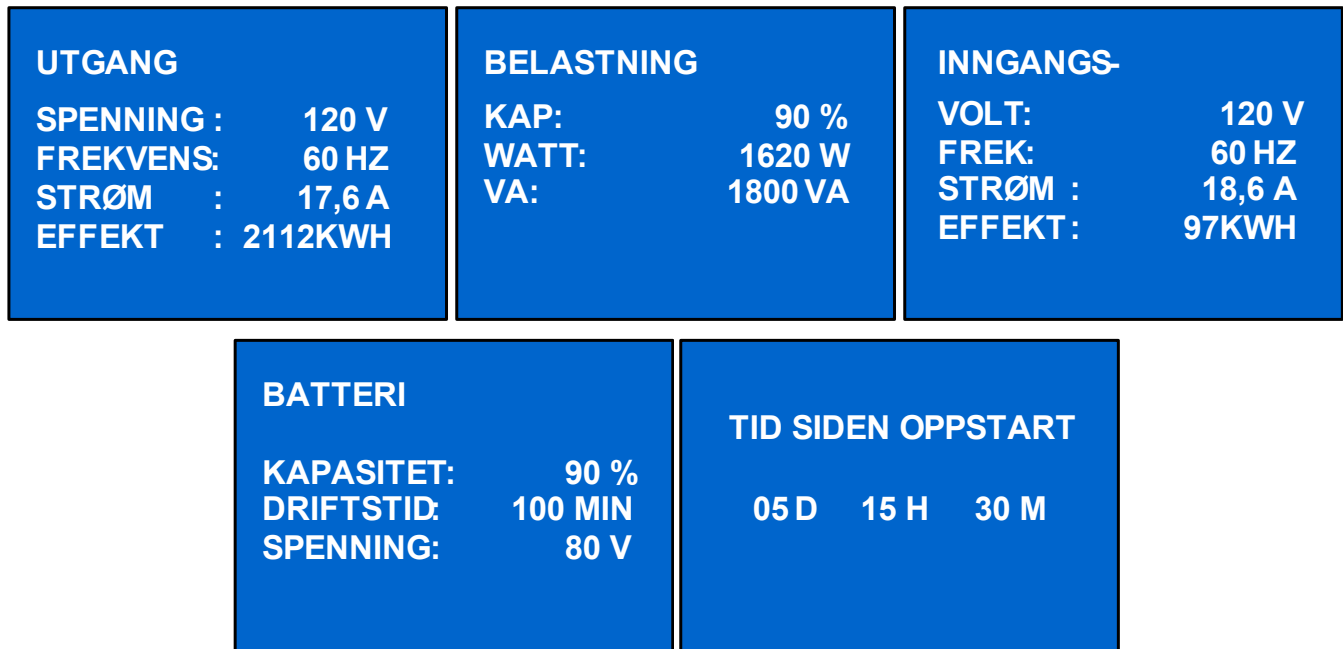 UTGANG
SPENNING : 120 V
FREKVENS: 60 HZ
STRØM : 17,6 A
EFFEKT : 2112KWH
BELASTNING
KAP: 90 %
WATT: 1620 W
VA: 1800 VA
INNGANGS-
VOLT: 120 V
FREK: 60 HZ
STRØM : 18,6 A
EFFEKT : 97KWH
BATTERI
KAPASITET: 90 %
DRIFTSTID: 100 MIN
SPENNING: 80 V
TID SIDEN OPPSTART
05 D 15 H 30 M